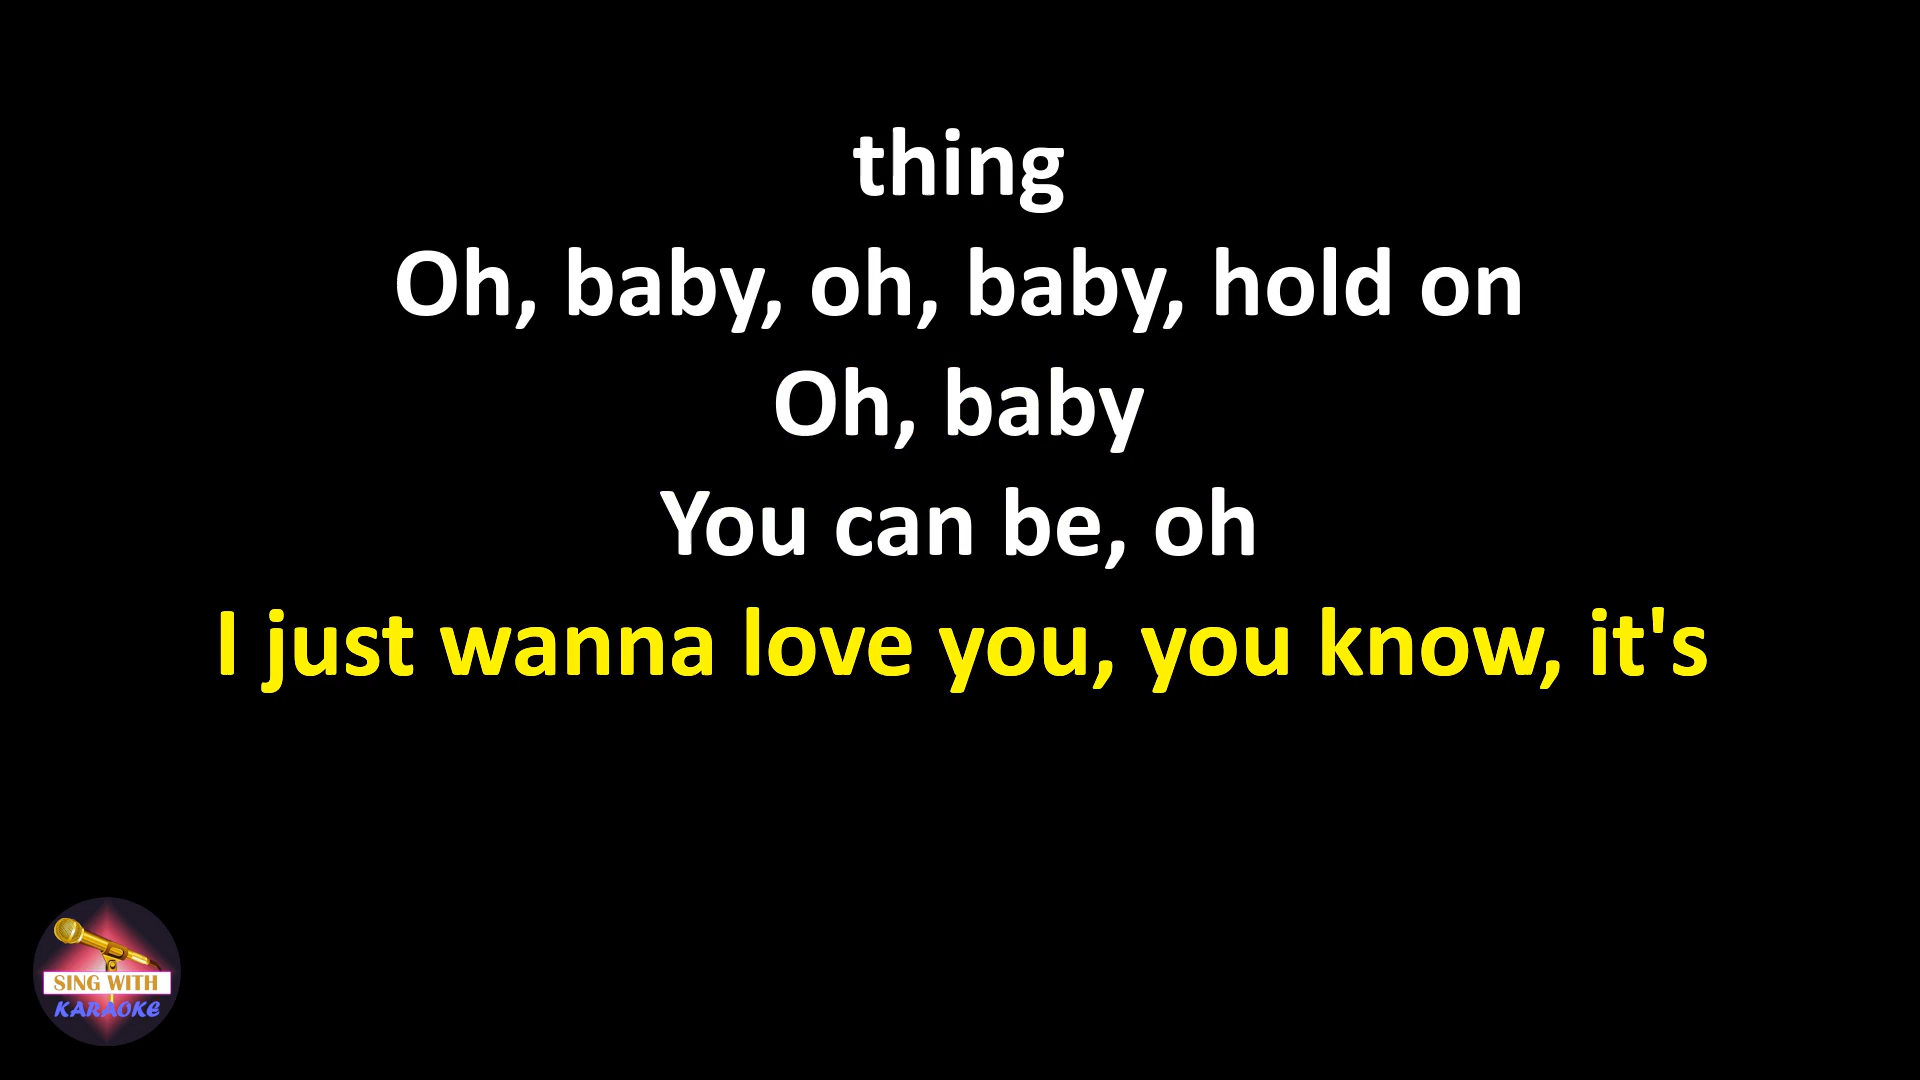 thing
Oh, baby, oh, baby, hold on
Oh, baby
You can be, oh
I just wanna love you, you know, it's
SING WITH
KARAOKE